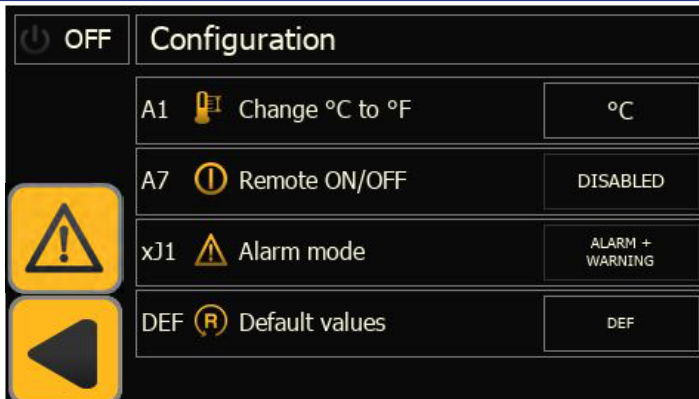 OFF Configuration
A1 Change °C to °F °C
A7 Remote ON/OFF DISABLED
xJ1 Alarm mode ALARM +
WARNING
DEF R Default values DEF